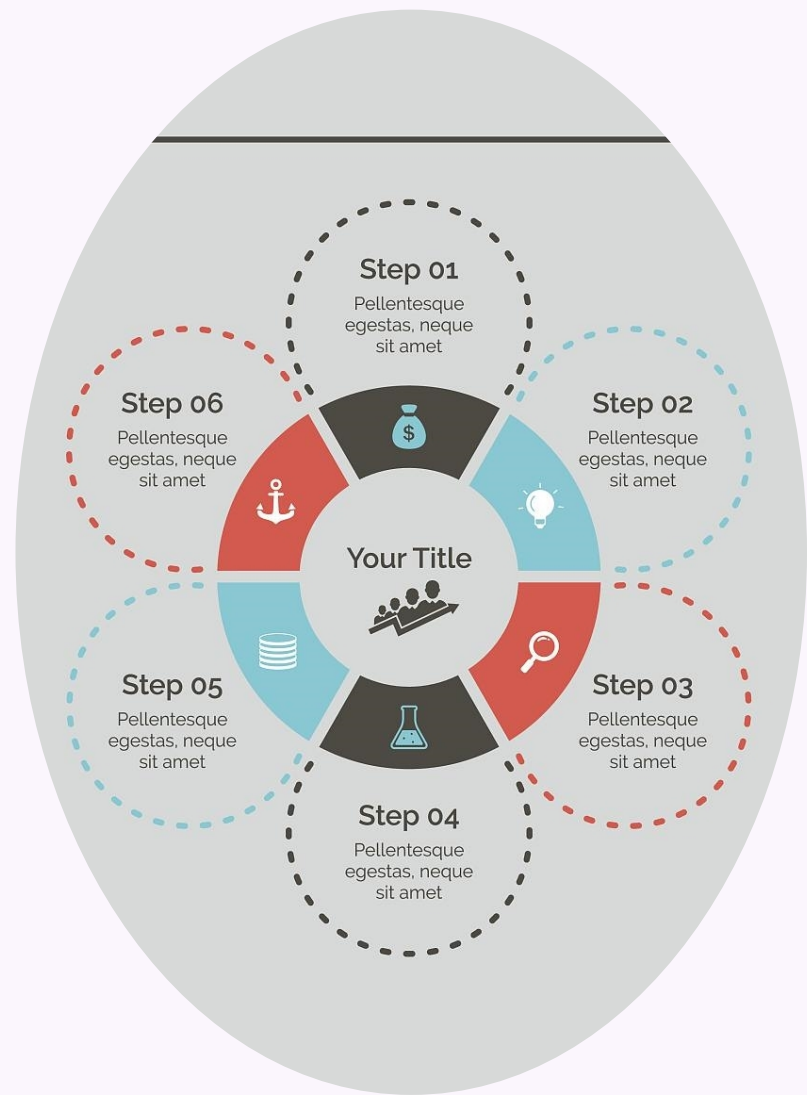 Step 01
Pellentesque
egestas, neque
sit amet
Step 02
Pellentesque
egestas, neque
sit amet
Step 03
Pellentesque
egestas, neque
sit amet
Step 04
Pellentesque
egestas, neque
sit amet
Step 05
Pellentesque
egestas, neque
sit amet
Step 06
Pellentesque
egestas, neque
sit amet
$
Your Title